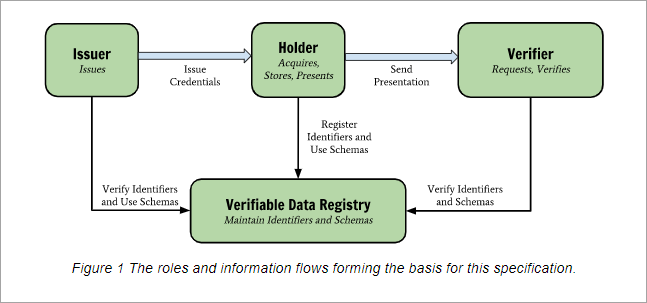 Issuer
Issues
Issue
Credentials
Holder
Acquires,
Stores, Presents
Send
Presentation
Verifier
Requests, Verifies
Register
Identifiers and
Use Schemas
Verify Identifiers
and Use Schemas
Verifiable Data Registry
Maintain Identifiers and Schemas
Verify Identifiers
and Schemas
Figure 1 The roles and information flows forming the basis for this specification.